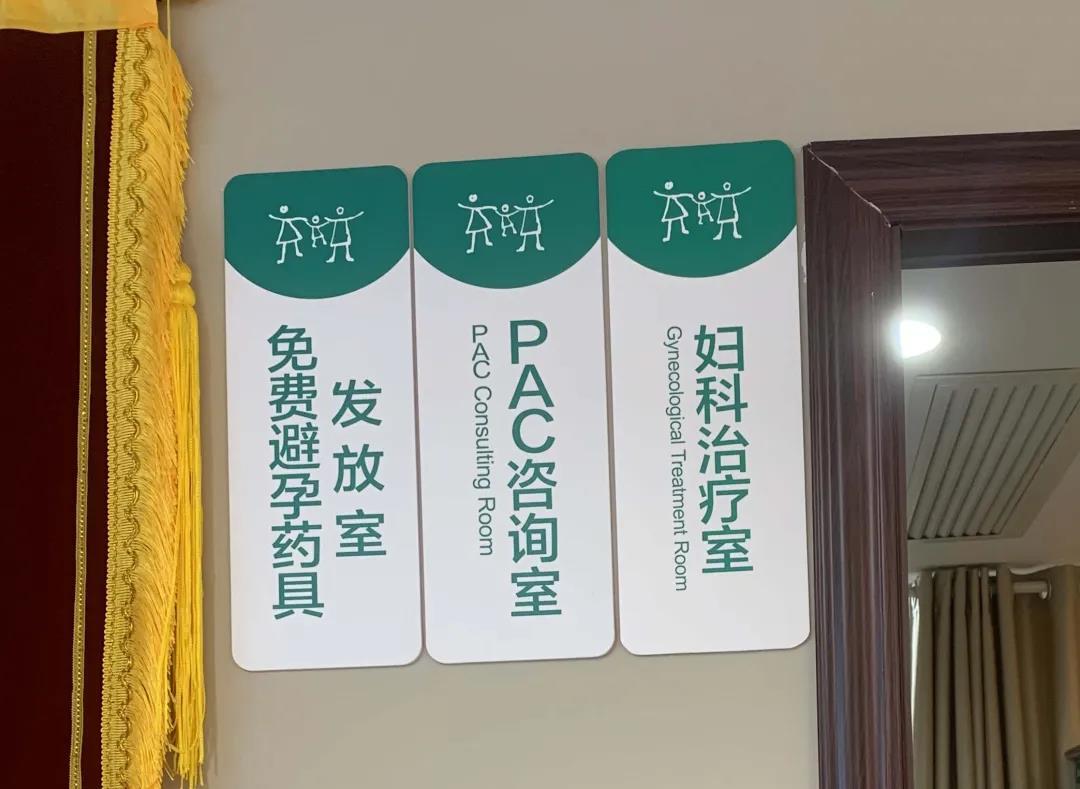 免费避孕药具
发放室
PAC咨询室
PAC Consulting Room
妇科治疗室
Gynecological Treatment Room